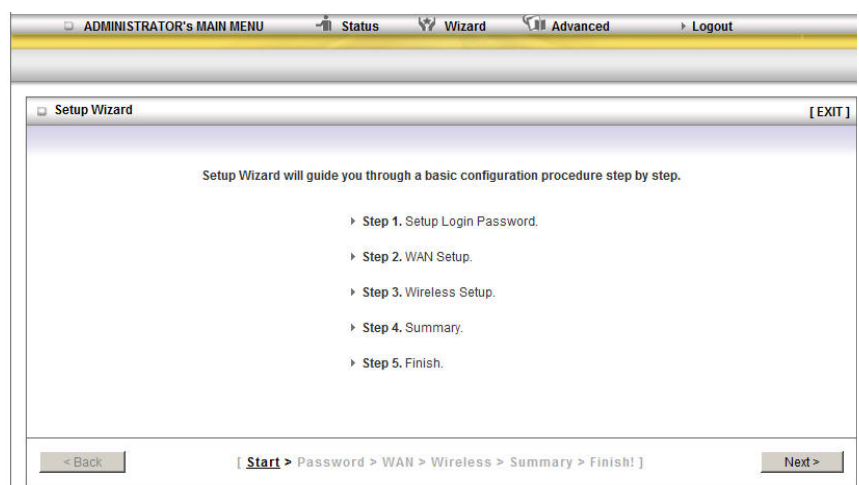 ADMINISTRATOR's MAIN MENU Status Wizard Advanced Logout
Setup Wizard [ EXIT ]
Setup Wizard will guide you through a basic configuration procedure step by step.
Step 1. Setup Login Password.
Step 2. WAN Setup.
Step 3. Wireless Setup.
Step 4. Summary.
Step 5. Finish.
< Back [ Start > Password > WAN > Wireless > Summary > Finish! ] Next >